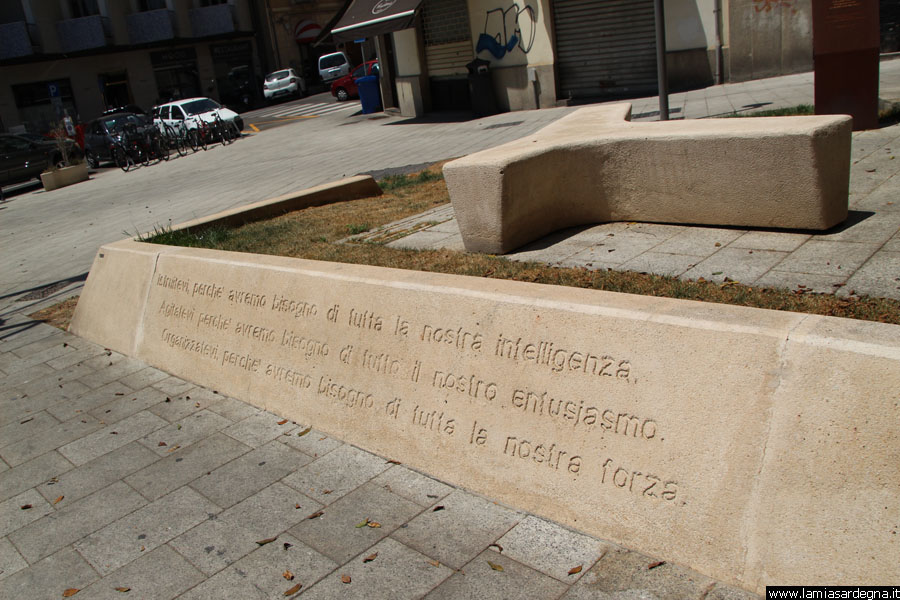 Istruitevi, perche' avremo bisogno di tutta la nostra intelligenza.
Agitatevi perche' avremo bisogno di tutto il nostro entusjasmo.
Organizzatevi, perche' avremo bisogno di tutta la nostra forza.
www.lamiasardegna.it